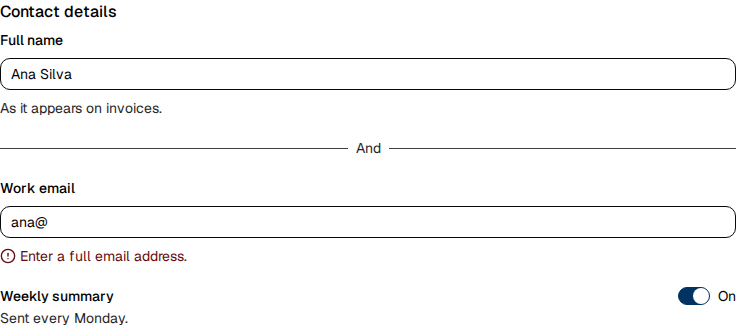 Contact details
Full name
Ana Silva
As it appears on invoices.
And
Work email
ana@
Enter a full email address.
Weekly summary
On
Sent every Monday.